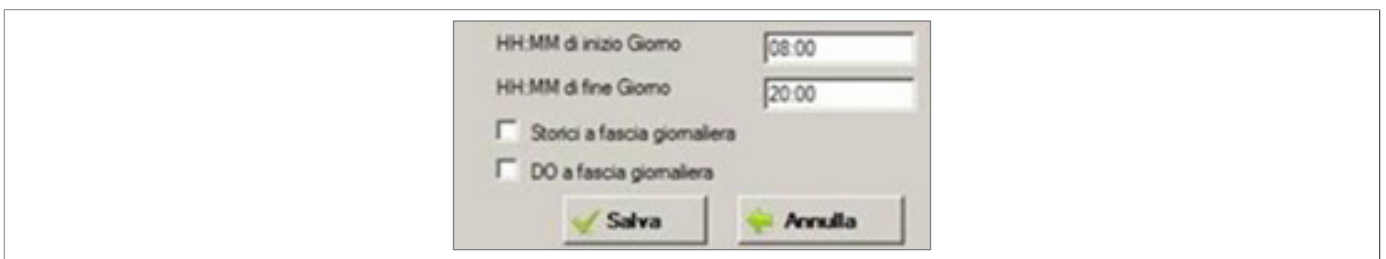 HH:MM di inizio Giorno 08:00
HH:MM di fine Giorno 20:00
Storici a fascia giornaliera
DO a fascia giornaliera
Salva Annulla